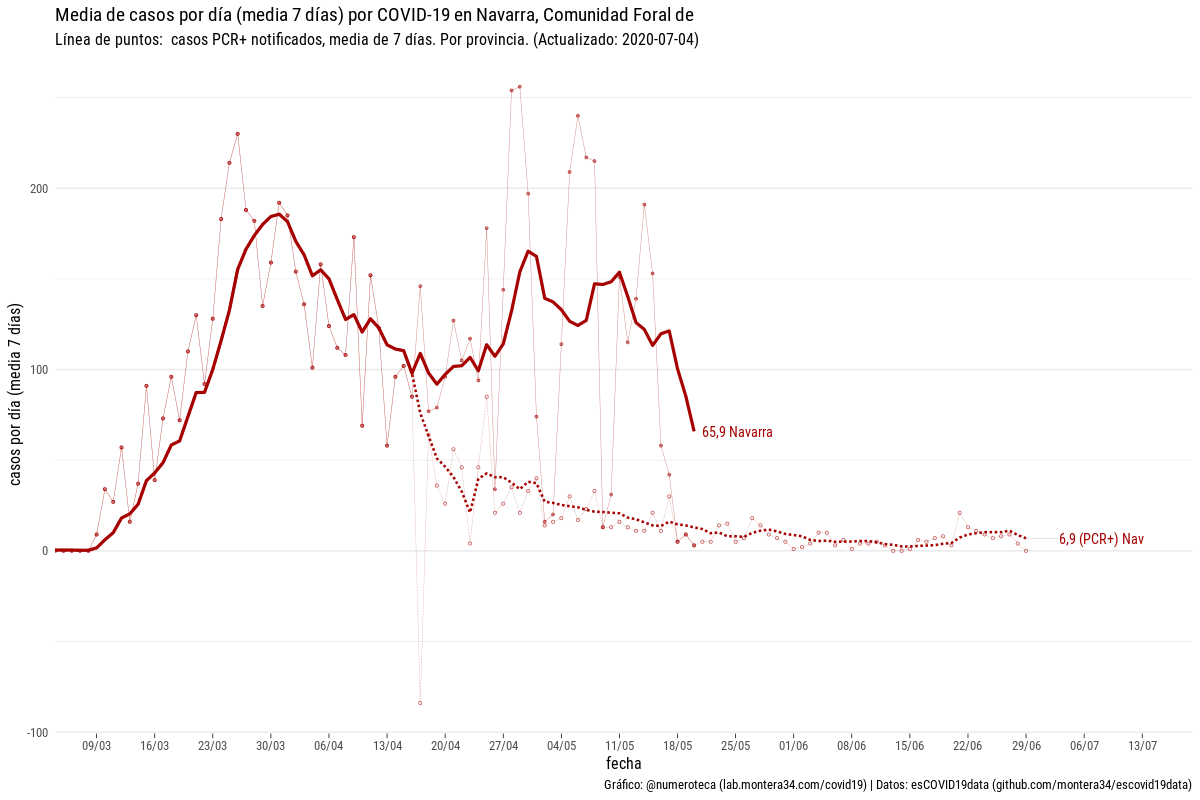 Media de casos por día (media 7 días) por COVID-19 en Navarra, Comunidad Foral de
Línea de puntos:  casos PCR+ notificados, media de 7 días. Por provincia. (Actualizado: 2020-07-04)
casos por día (media 7 días)
200
100
0
-100
65,9 Navarra
6,9 (PCR+) Nav
09/03 16/03 23/03 30/03 06/04 13/04 20/04 27/04 04/05 11/05 18/05 25/05 01/06 08/06 15/06 22/06 29/06 06/07 13/07
fecha
Gráfico: @numeroteca (lab.montera34.com/covid19) | Datos: esCOVID19data (github.com/montera34/escovid19data)